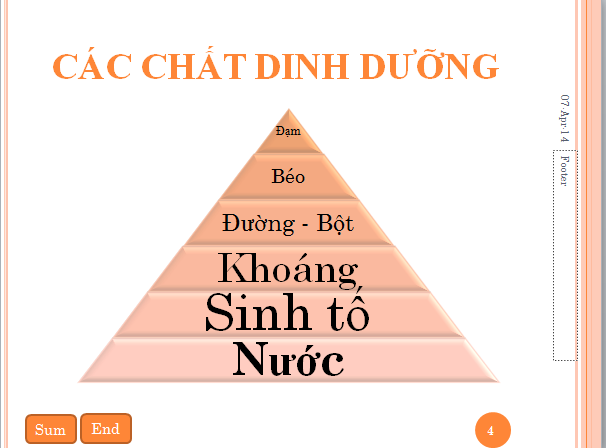 CÁC CHẤT DINH DƯỠNG
Đạm
Béo
Đường - Bột
Khoáng
Sinh tố
Nước
07-Apr-14
Footer
Sum
End
4